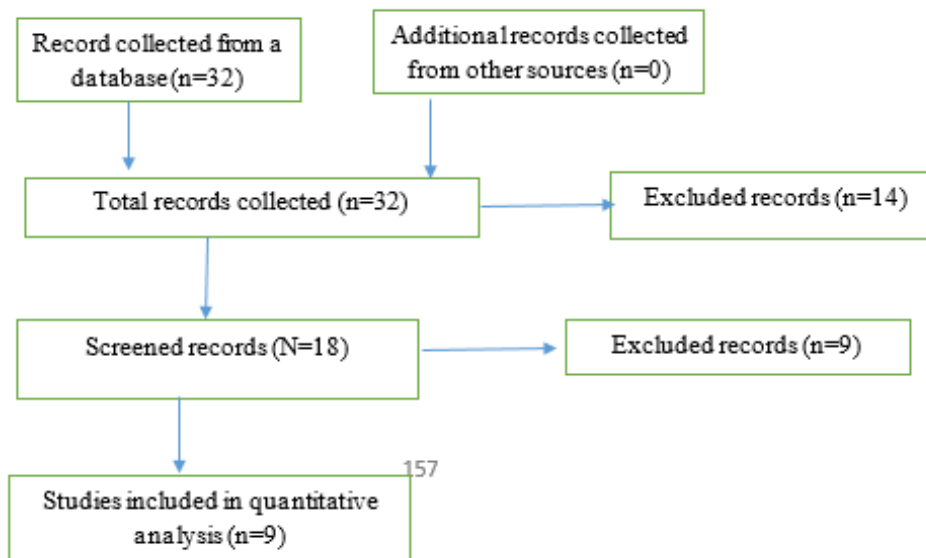 Record collected from a
database (n=32)
Additional records collected
from other sources (n=0)
Total records collected (n=32)
Excluded records (n=14)
Screened records (N=18)
Excluded records (n=9)
157
Studies included in quantitative
analysis (n=9)